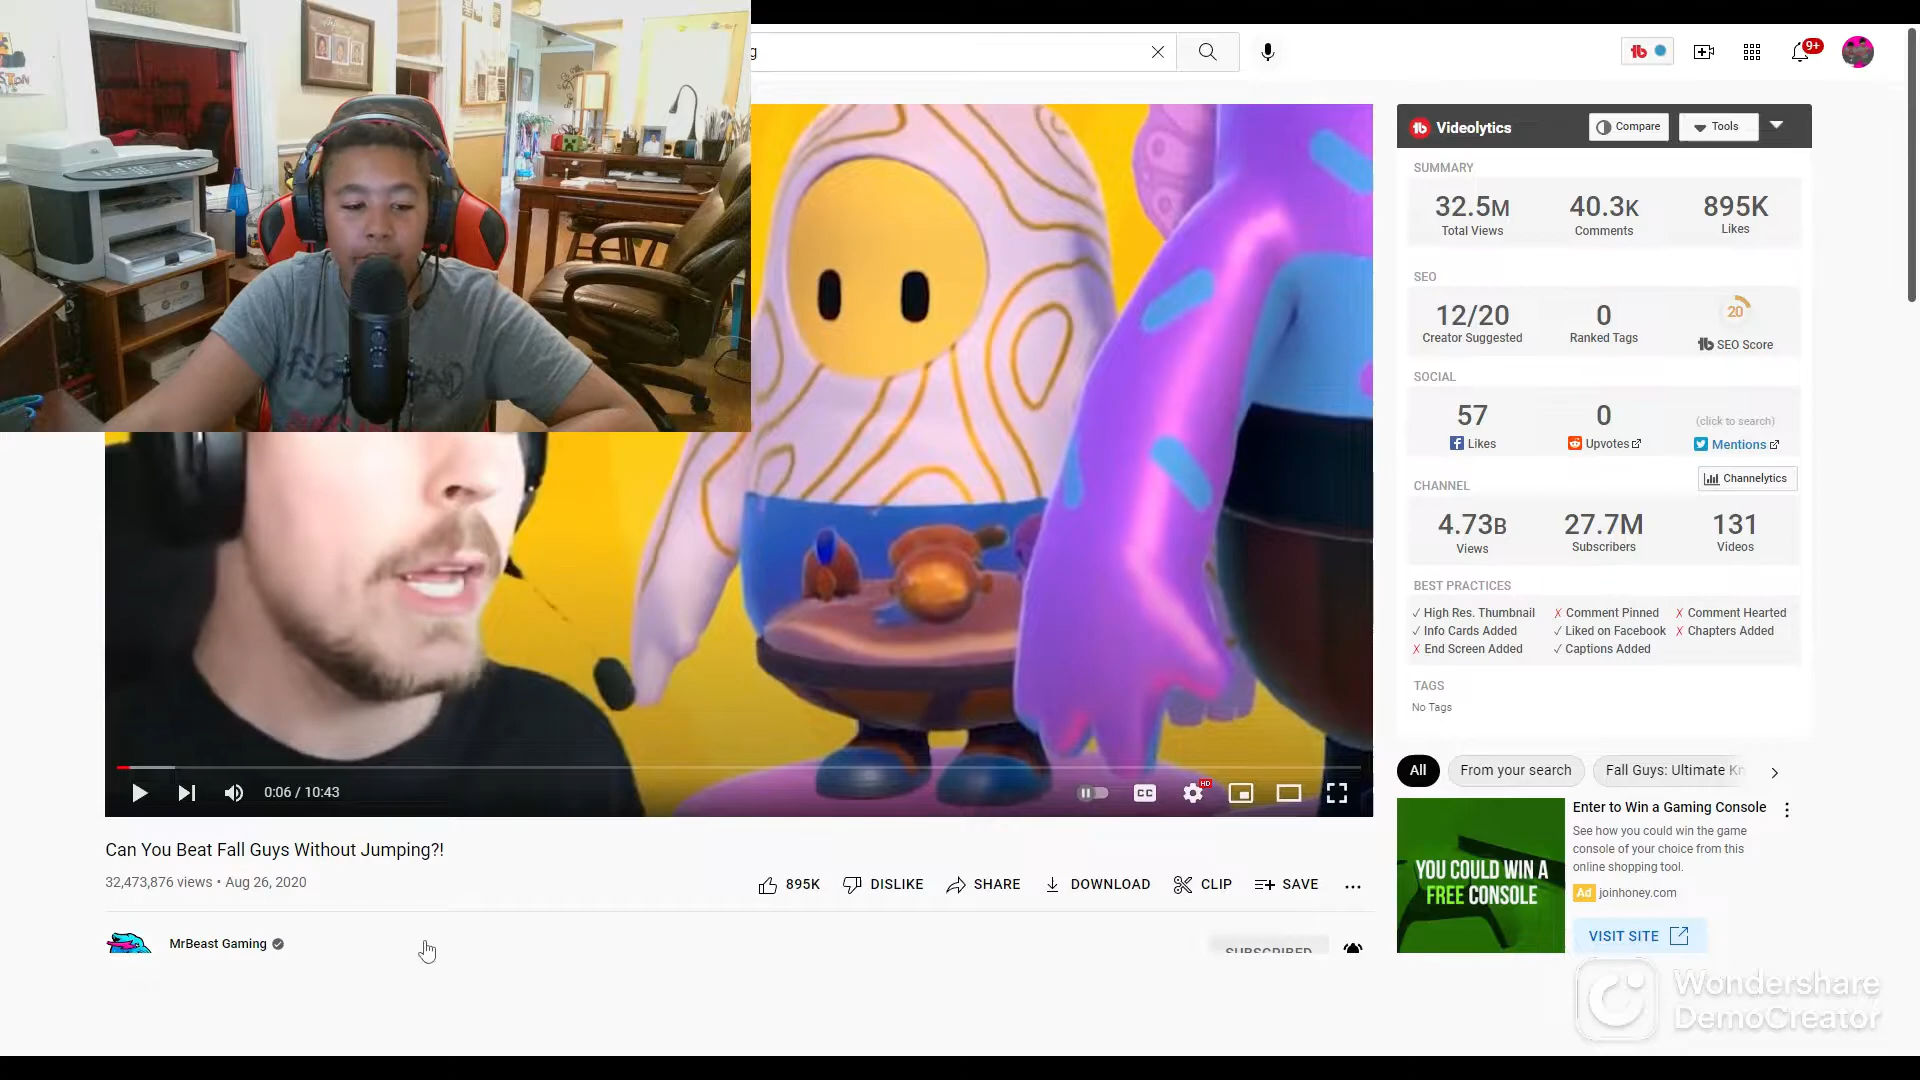 g
9+
Videolytics
Compare
Tools
SUMMARY
32.5M
Total Views
40.3K
Comments
895K
Likes
SEO
12/20
Creator Suggested
0
Ranked Tags
20
SEO Score
SOCIAL
57
Likes
0
Upvotes
(click to search)
Mentions
CHANNEL
Channelytics
4.73B
Views
27.7M
Subscribers
131
Videos
BEST PRACTICES
✓ High Res. Thumbnail
✗ Comment Pinned
✗ Comment Hearted
✓ Info Cards Added
✓ Liked on Facebook
✗ Chapters Added
✗ End Screen Added
✓ Captions Added
TAGS
No Tags
All
From your search
Fall Guys: Ultimate Kn
0:06 / 10:43
CC
HD
Can You Beat Fall Guys Without Jumping?!
32,473,876 views • Aug 26, 2020
895K
DISLIKE
SHARE
DOWNLOAD
CLIP
SAVE
MrBeast Gaming
SUBSCRIBED
YOU COULD WIN A
FREE CONSOLE
Enter to Win a Gaming Console
See how you could win the game
console of your choice from this
online shopping tool.
Ad joinhoney.com
VISIT SITE
Wondershare
DemoCreator